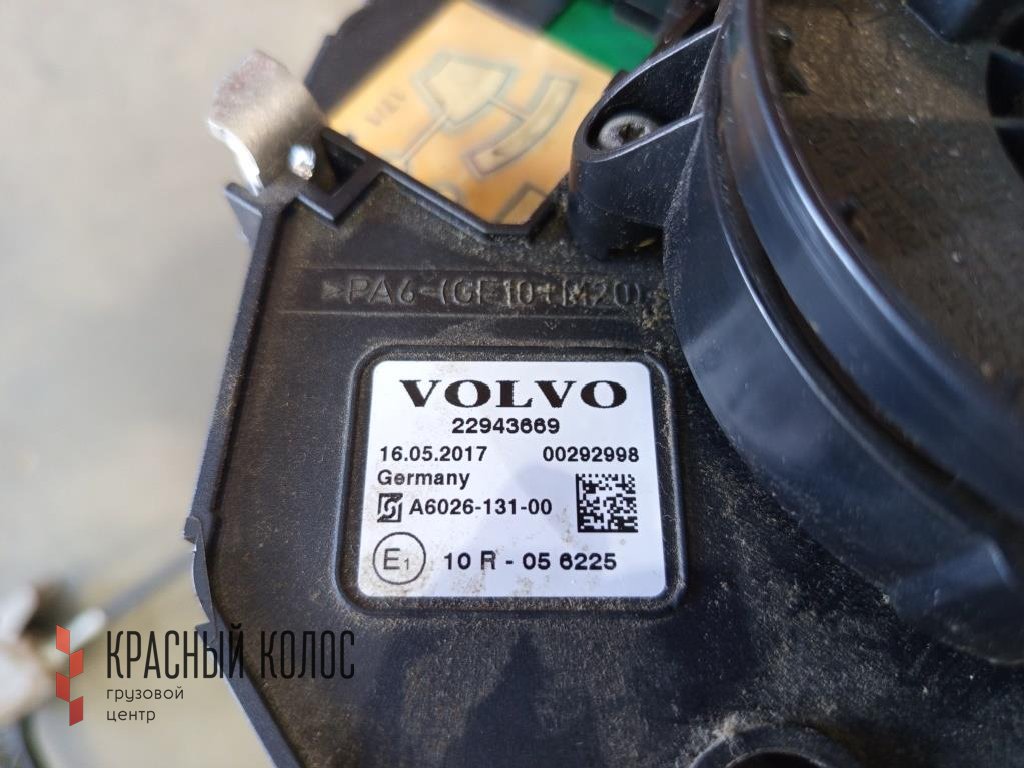 >PA6-(GF10+M20)<
VOLVO
22943669
16.05.2017 00292998
Germany
A6026-131-00
E1 10 R - 05 6225
КРАСНЫЙ КОЛОС
грузовой
центр